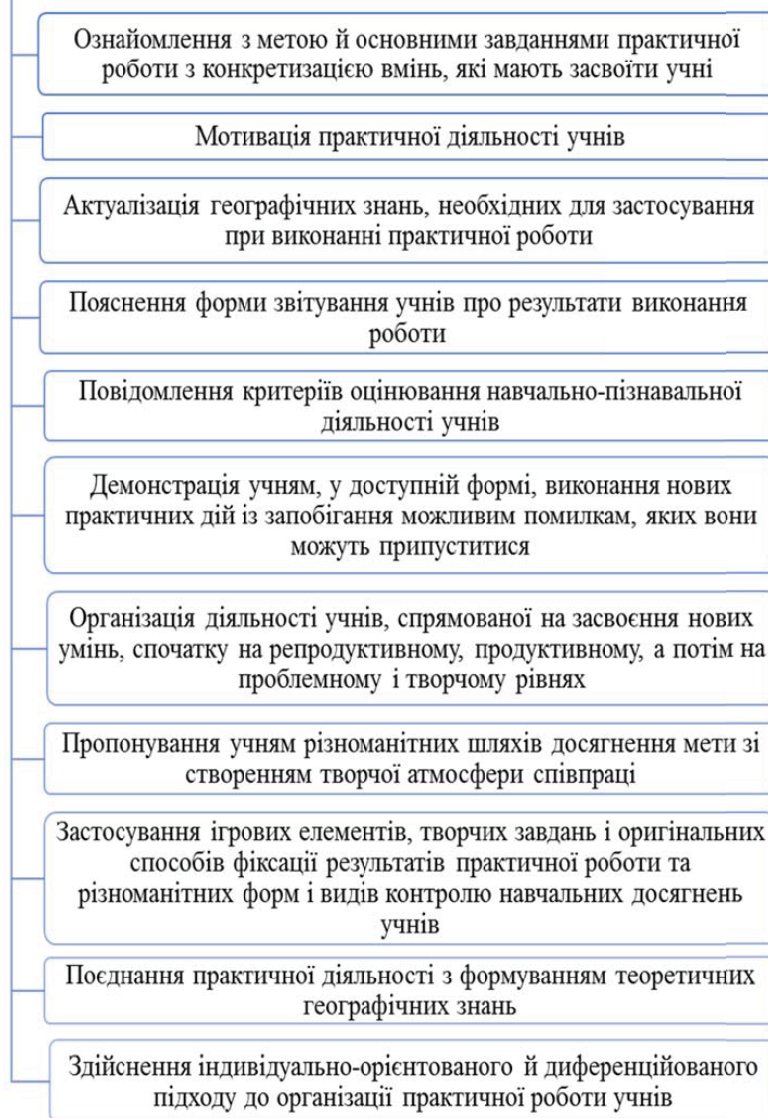 Ознайомлення з метою й основними завданнями практичної
роботи з конкретизацією вмінь, які мають засвоїти учні
Мотивація практичної діяльності учнів
Актуалізація географічних знань, необхідних для застосування
при виконанні практичної роботи
Пояснення форми звітування учнів про результати виконання
роботи
Повідомлення критеріїв оцінювання навчально-пізнавальної
діяльності учнів
Демонстрація учням, у доступній формі, виконання нових
практичних дій із запобігання можливим помилкам, яких вони
можуть припуститися
Організація діяльності учнів, спрямованої на засвоєння нових
умінь, спочатку на репродуктивному, продуктивному, а потім на
проблемному і творчому рівнях
Пропонування учням різноманітних шляхів досягнення мети зі
створенням творчої атмосфери співпраці
Застосування ігрових елементів, творчих завдань і оригінальних
способів фіксації результатів практичної роботи та
різноманітних форм і видів контролю навчальних досягнень
учнів
Поєднання практичної діяльності з формуванням теоретичних
географічних знань
Здійснення індивідуально-орієнтованого й диференційованого
підходу до організації практичної роботи учнів